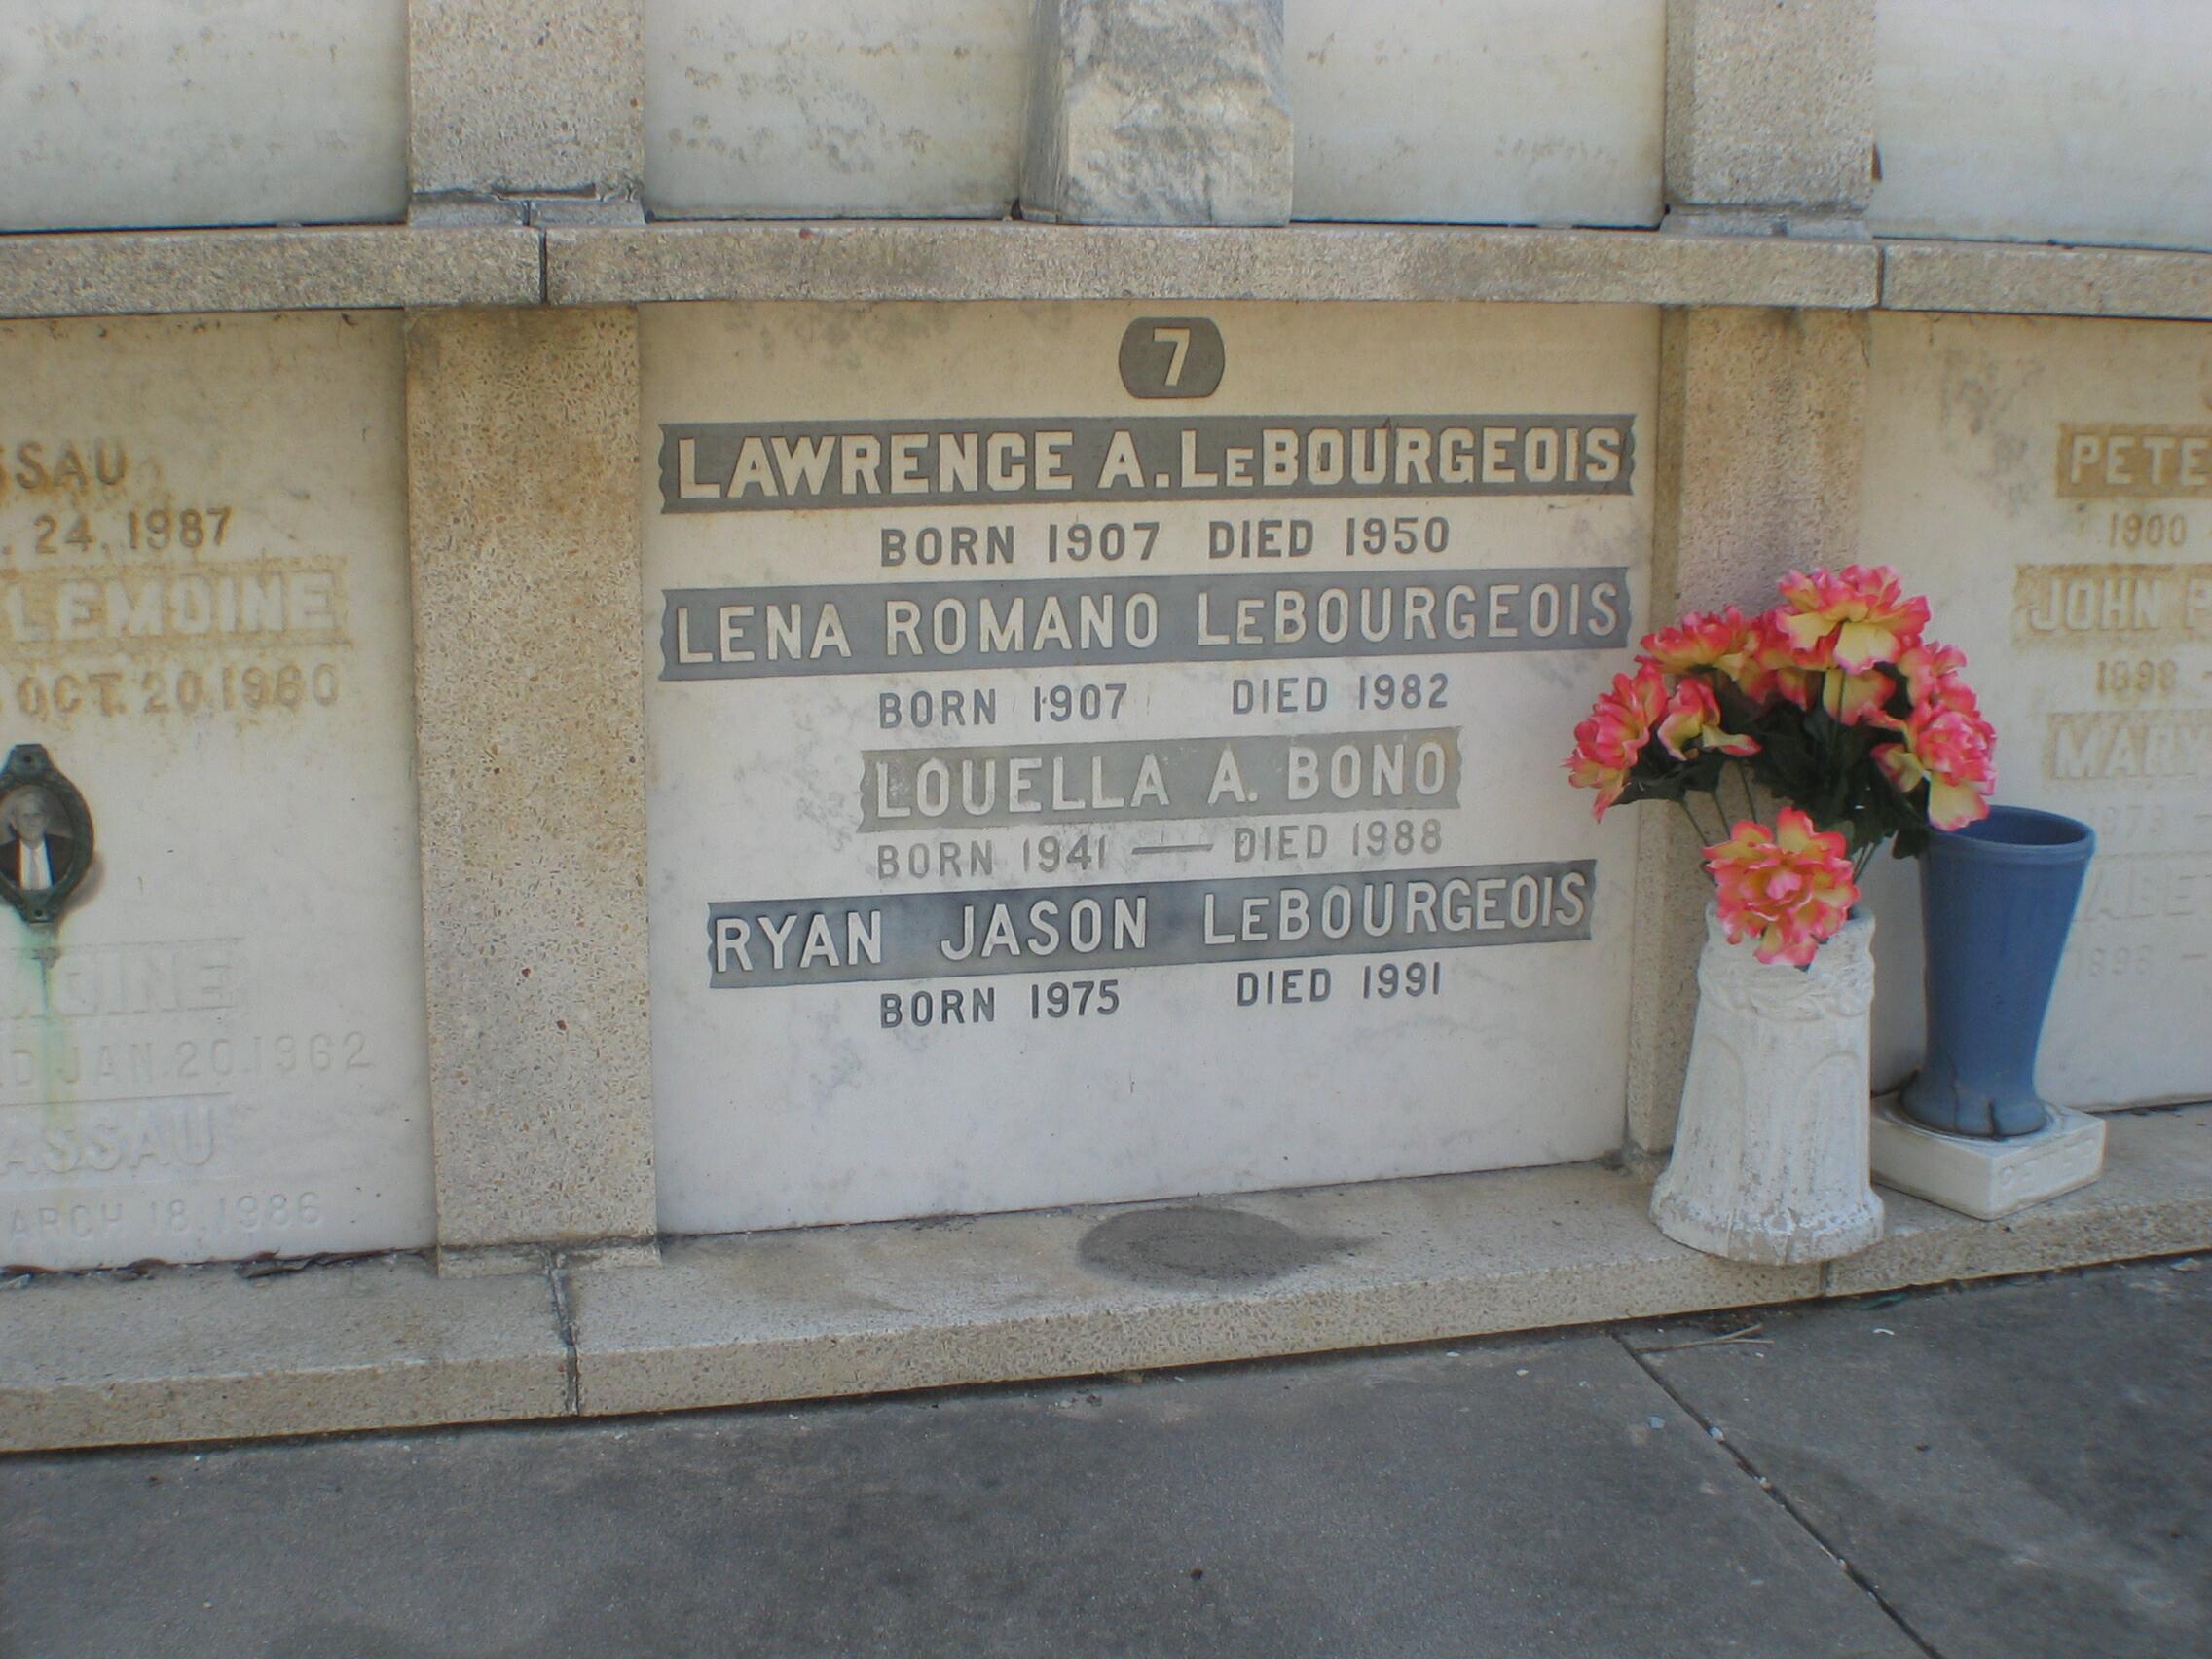 7
LAWRENCE A. LeBOURGEOIS
BORN 1907 DIED 1950
LENA ROMANO LeBOURGEOIS
BORN 1907 DIED 1982
LOUELLA A. BONO
BORN 1941 — DIED 1988
RYAN JASON LeBOURGEOIS
BORN 1975 DIED 1991
SSAU
. 24. 1987
LEMOINE
OCT. 20. 1960
OINE
D JAN. 20. 1962
ASSAU
ARCH 18. 1986
PETE
1900
JOHN
1898
MARY